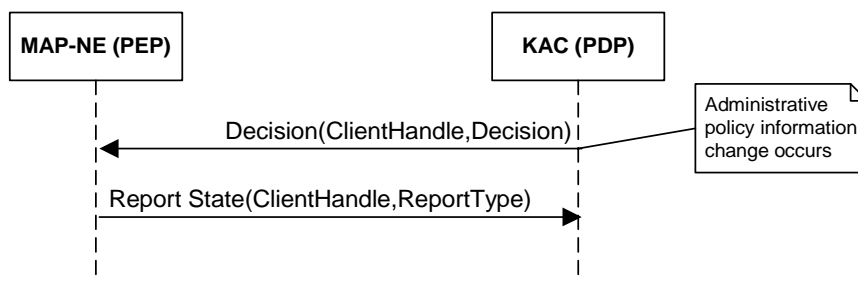 MAP-NE (PEP)
KAC (PDP)
Administrative
policy information
change occurs
Decision(ClientHandle,Decision)
Report State(ClientHandle,ReportType)